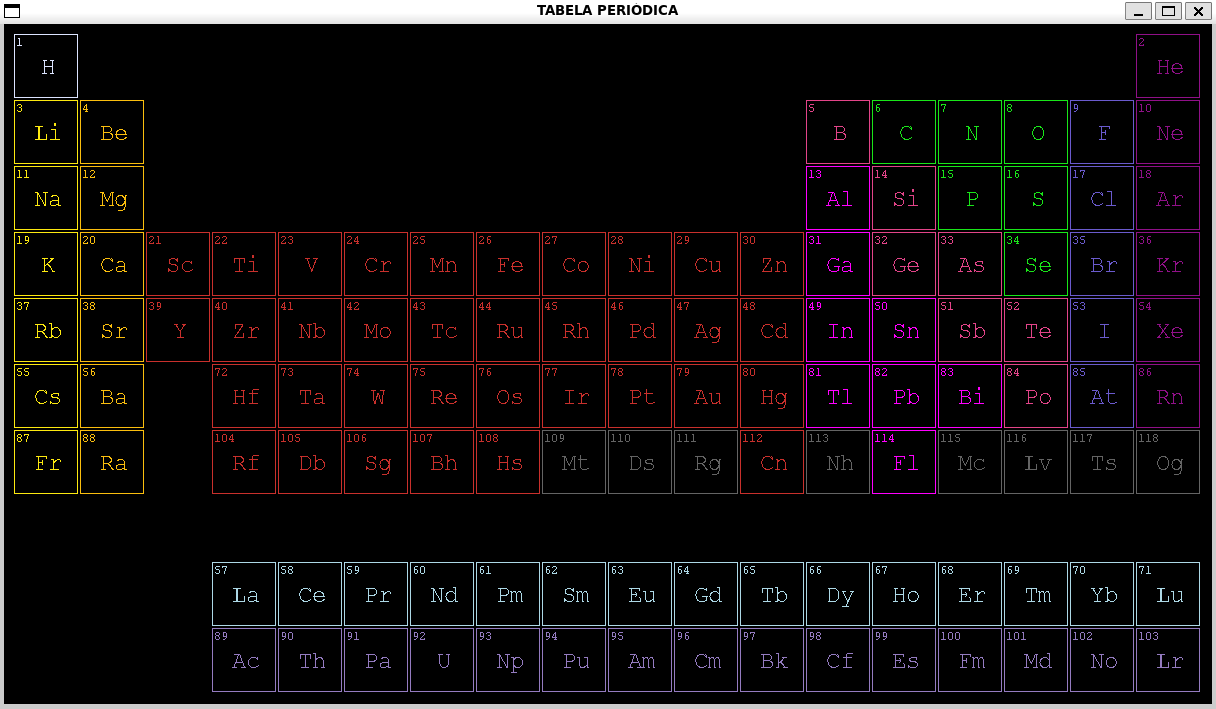 TABELA PERIÓDICA
1 2
H He
3 4 5 6 7 8 9 10
Li Be B C N O F Ne
11 12 13 14 15 16 17 18
Na Mg Al Si P S Cl Ar
19 20 21 22 23 24 25 26 27 28 29 30 31 32 33 34 35 36
K Ca Sc Ti V Cr Mn Fe Co Ni Cu Zn Ga Ge As Se Br Kr
37 38 39 40 41 42 43 44 45 46 47 48 49 50 51 52 53 54
Rb Sr Y Zr Nb Mo Tc Ru Rh Pd Ag Cd In Sn Sb Te I Xe
55 56 72 73 74 75 76 77 78 79 80 81 82 83 84 85 86
Cs Ba Hf Ta W Re Os Ir Pt Au Hg Tl Pb Bi Po At Rn
87 88 104 105 106 107 108 109 110 111 112 113 114 115 116 117 118
Fr Ra Rf Db Sg Bh Hs Mt Ds Rg Cn Nh Fl Mc Lv Ts Og
57 58 59 60 61 62 63 64 65 66 67 68 69 70 71
La Ce Pr Nd Pm Sm Eu Gd Tb Dy Ho Er Tm Yb Lu
89 90 91 92 93 94 95 96 97 98 99 100 101 102 103
Ac Th Pa U Np Pu Am Cm Bk Cf Es Fm Md No Lr